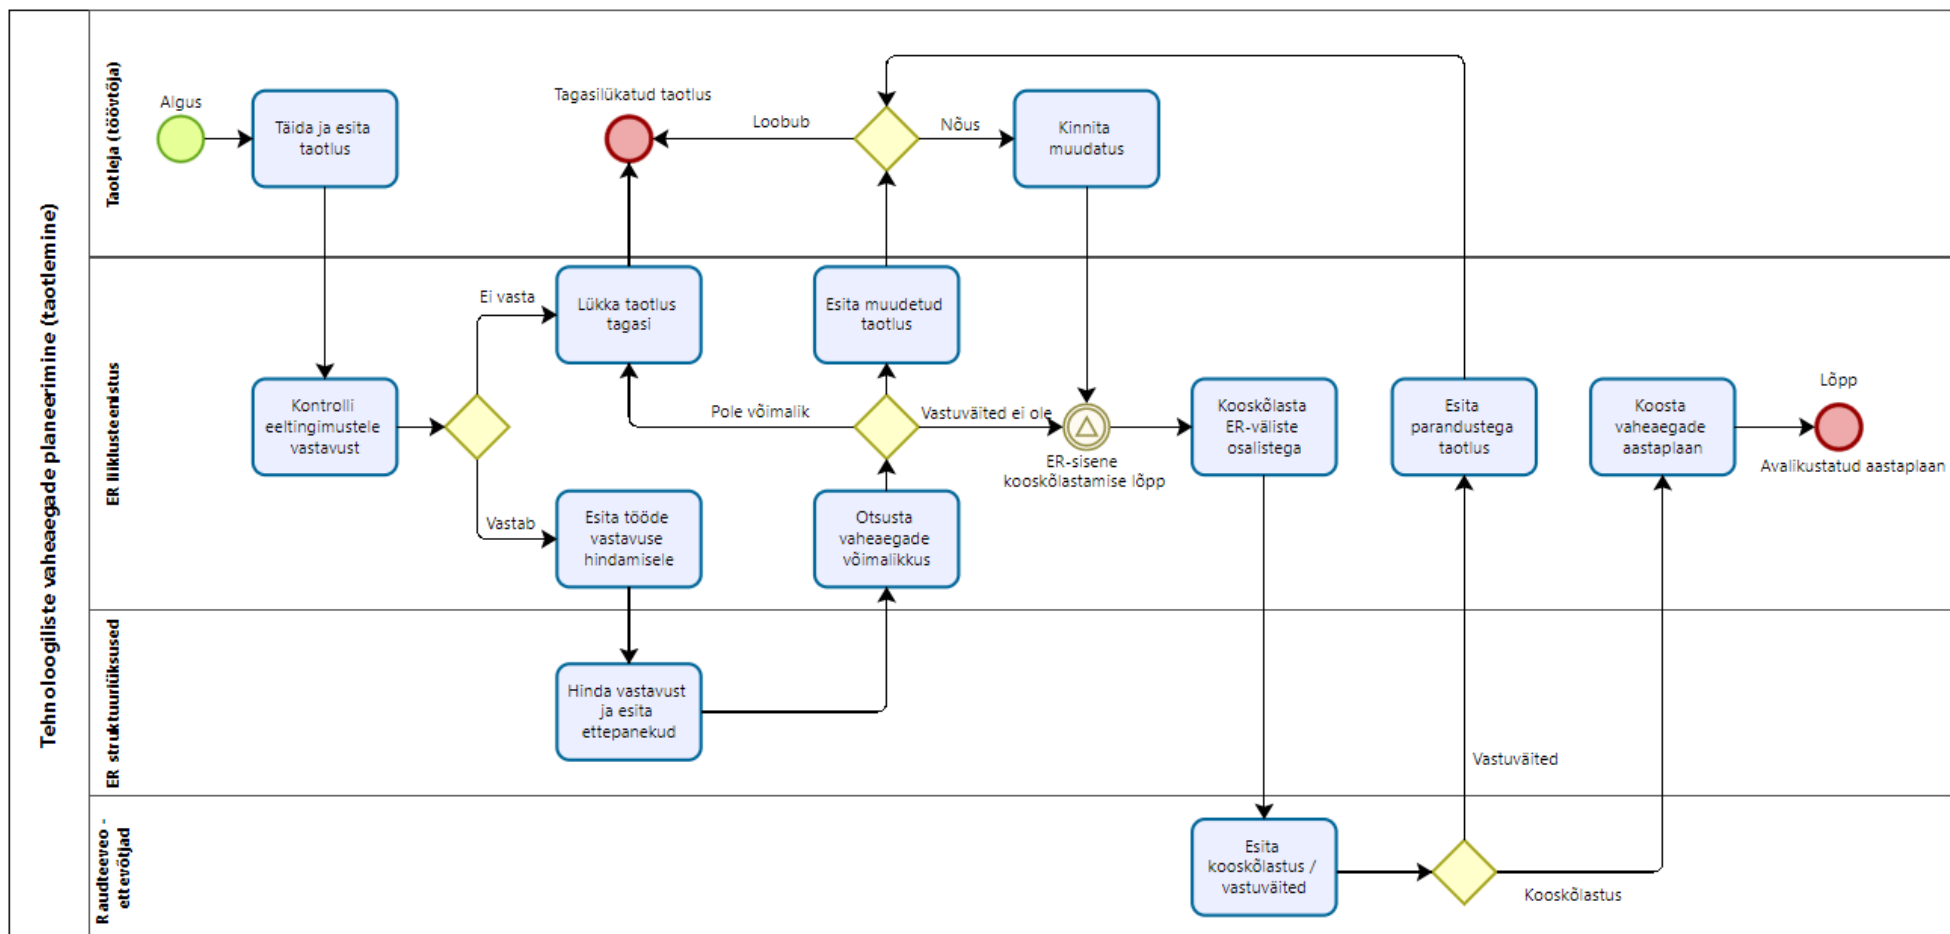 Tehnoloogiliste vaheaegade planeerimine (taotlemine)
Taotleja (töövõtja)
Algus
Täida ja esita
taotlus
Tagasilükatud taotlus
Loobub
Nõus
Kinnita
muudatus
ER liiklusteenistus
Kontrolli
eeltingimustele
vastavust
Ei vasta
Vastab
Lükka taotlus
tagasi
Esita tööde
vastavuse
hindamisele
Pole võimalik
Esita muudetud
taotlus
Vastuväited ei ole
Otsusta
vaheaegade
võimalikkus
ER-sisene
kooskõlastamise lõpp
Kooskõlasta
ER-väliste
osalistega
Esita
parandustega
taotlus
Koosta
vaheaegade
aastaplaan
Lõpp
Avalikustatud aastaplaan
ER struktuuriüksused
Hinda vastavust
ja esita
ettepanekud
Vastuväited
Raudteeveo -
ettevõtjad
Esita
kooskõlastus /
vastuväited
Kooskõlastus